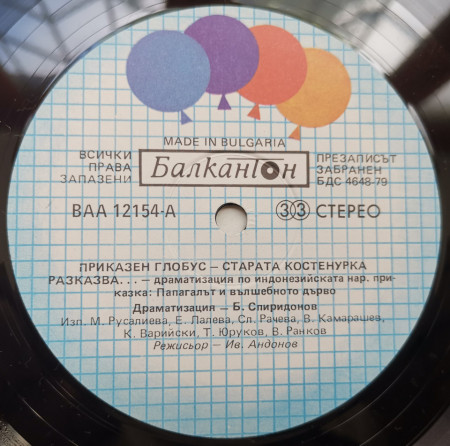 MADE IN BULGARIA
ВСИЧКИ
ПРАВА
ЗАПАЗЕНИ
Балкантон
ПРЕЗАПИСЪТ
ЗАБРАНЕН
БДС 4648-79
ВАА 12154-А
33 СТЕРЕО
ПРИКАЗЕН ГЛОБУС – СТАРАТА КОСТЕНУРКА
РАЗКАЗВА... – драматизация по индонезийската нар. при-
казка: Папагалът и вълшебното дърво
Драматизация – Б. Спиридонов
Изп. М. Русалиева, Е. Лалева, Сл. Рачева, В. Камарашев,
К. Варийски, Т. Юруков, В. Ранков
Режисьор – Ив. Андонов